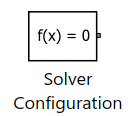 f(x) = 0
Solver
Configuration